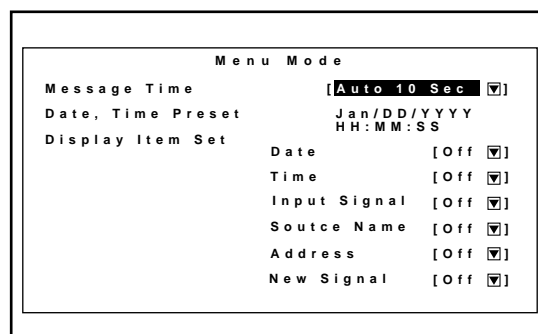 Menu Mode
Message Time [Auto 10 Sec ▼]
Date, Time Preset Jan/DD/YYYY
HH:MM:SS
Display Item Set
Date [Off ▼]
Time [Off ▼]
Input Signal [Off ▼]
Soutce Name [Off ▼]
Address [Off ▼]
New Signal [Off ▼]